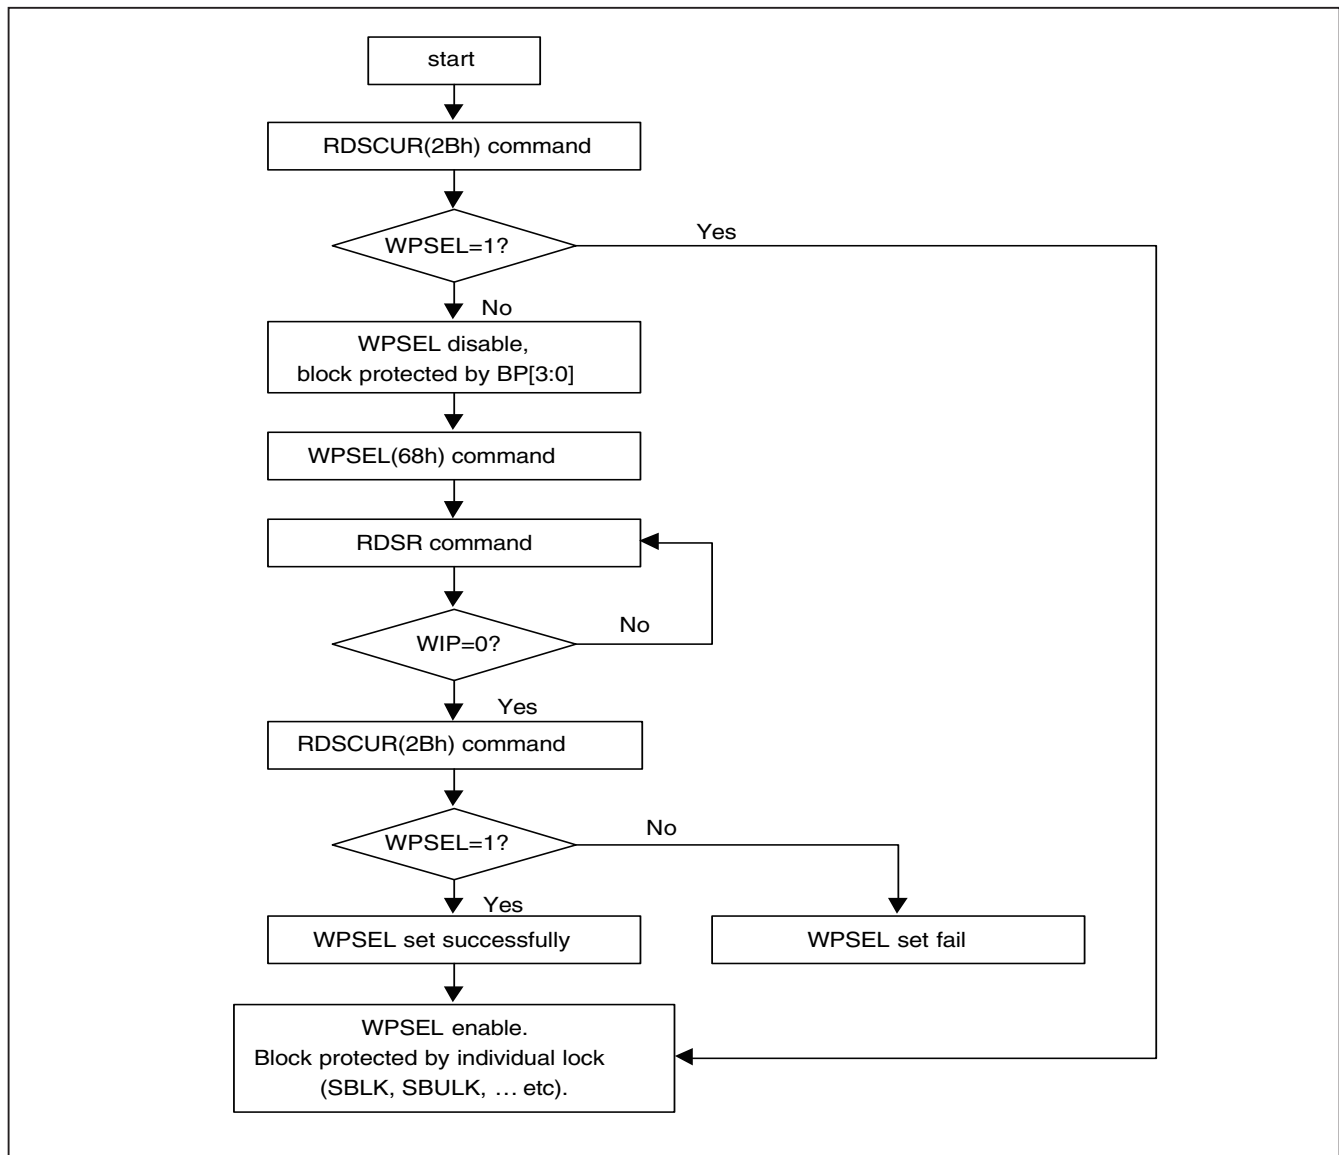 start
RDSCUR(2Bh) command
WPSEL=1?
Yes
No
WPSEL disable,
block protected by BP[3:0]
WPSEL(68h) command
RDSR command
WIP=0?
No
Yes
RDSCUR(2Bh) command
WPSEL=1?
No
Yes
WPSEL set successfully
WPSEL set fail
WPSEL enable.
Block protected by individual lock
(SBLK, SBULK, … etc).